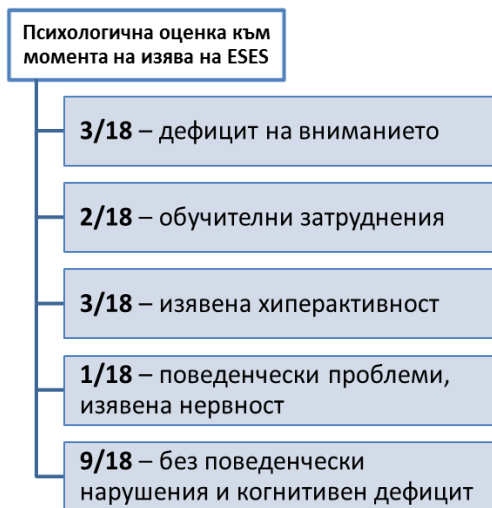 Психологична оценка към
момента на изява на ESES
3/18 – дефицит на вниманието
2/18 – обучителни затруднения
3/18 – изявена хиперактивност
1/18 – поведенчески проблеми,
изявена нервност
9/18 – без поведенчески
нарушения и когнитивен дефицит